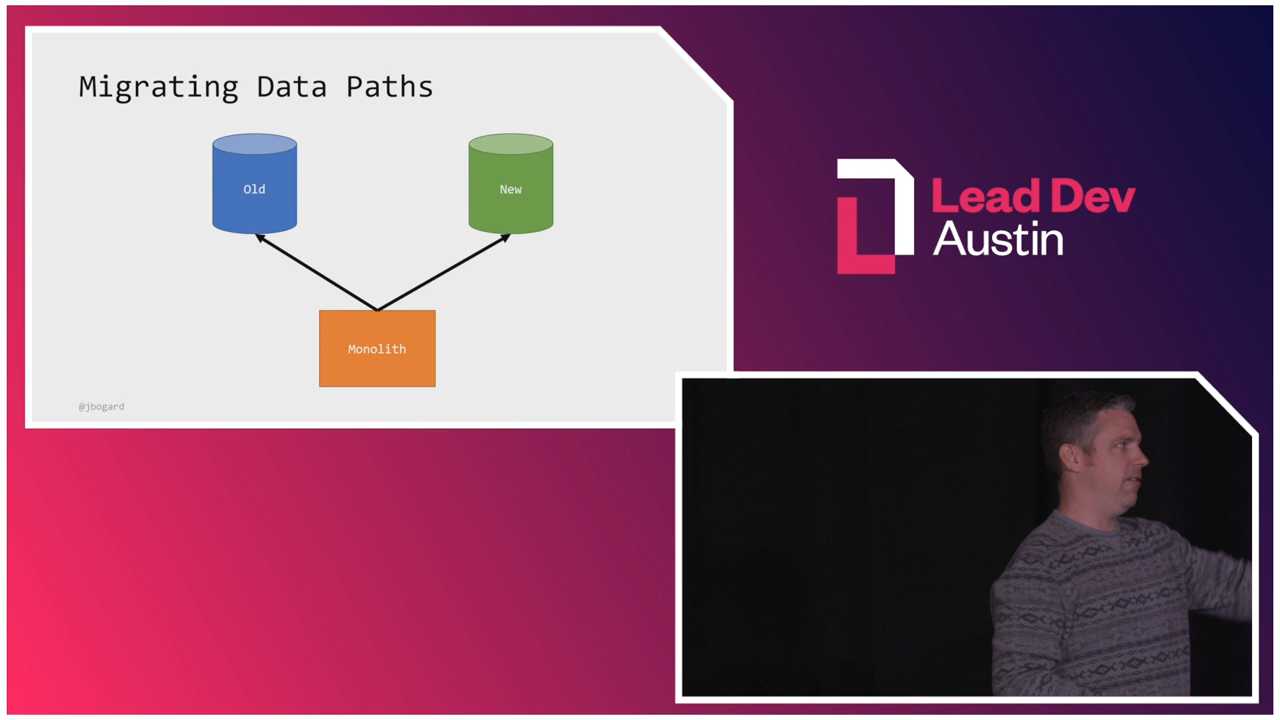 Migrating Data Paths
Old
New
Monolith
@jbogard
Lead Dev
Austin